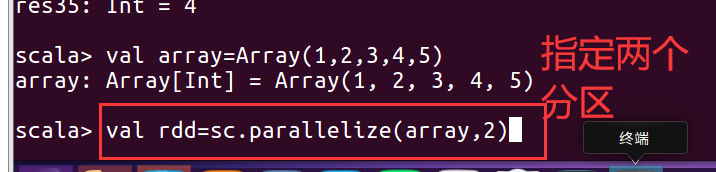 res35: Int = 4
scala> val array=Array(1,2,3,4,5)
array: Array[Int] = Array(1, 2, 3, 4, 5)
scala> val rdd=sc.parallelize(array,2)
指定两个
分区
终端